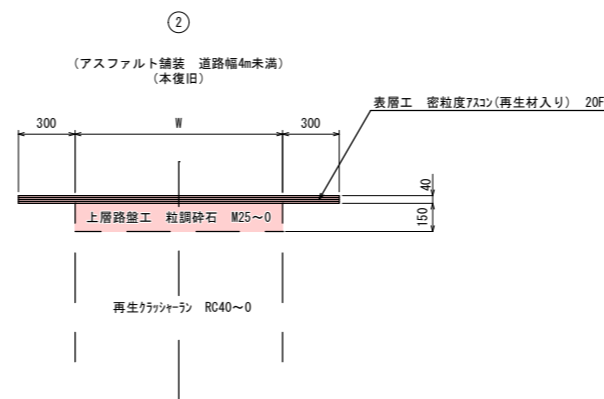 2
(アスファルト舗装 道路幅4m未満)
(本復旧)
表層工 密粒度アスコン(再生材入り) 20F
300 W 300
40
上層路盤工 粒調砕石 M25～0
150
再生クラッシャーラン RC40～0